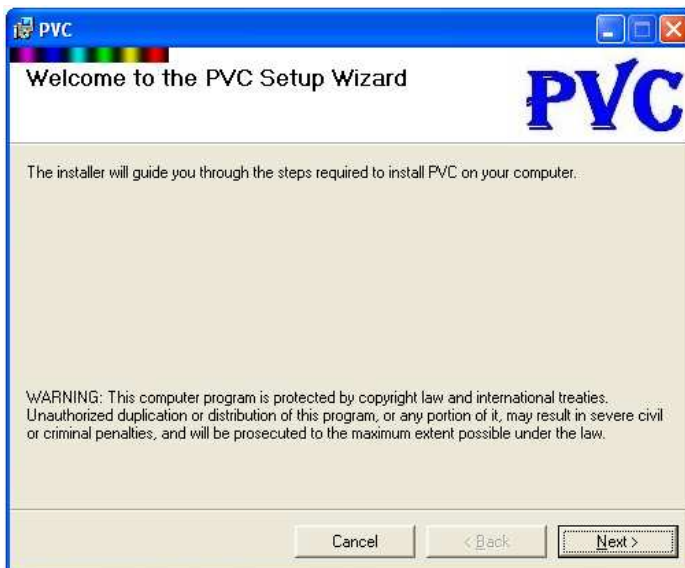 PVC
Welcome to the PVC Setup Wizard
PVC
The installer will guide you through the steps required to install PVC on your computer.
WARNING: This computer program is protected by copyright law and international treaties.
Unauthorized duplication or distribution of this program, or any portion of it, may result in severe civil
or criminal penalties, and will be prosecuted to the maximum extent possible under the law.
Cancel < Back Next >